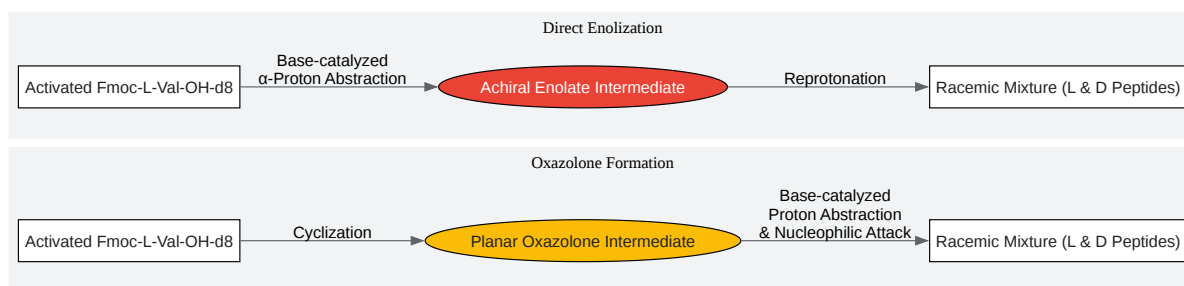 Direct Enolization
Activated Fmoc-L-Val-OH-d8
Base-catalyzed
α-Proton Abstraction
Achiral Enolate Intermediate
Reprotonation
Racemic Mixture (L & D Peptides)
Oxazolone Formation
Activated Fmoc-L-Val-OH-d8
Cyclization
Planar Oxazolone Intermediate
Base-catalyzed
Proton Abstraction
& Nucleophilic Attack
Racemic Mixture (L & D Peptides)